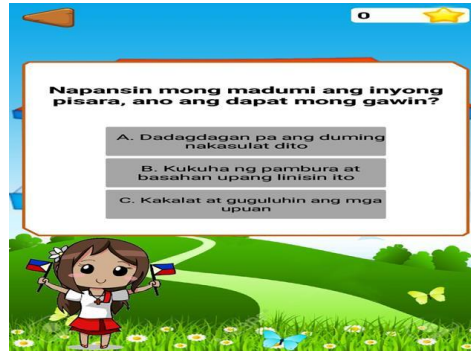 0
Napansin mong madumi ang inyong
pisara, ano ang dapat mong gawin?
A. Dadagdagan pa ang duming
nakasulat dito
B. Kukuha ng pambura at
basahan upang linisin ito
C. Kakalat at guguluhin ang mga
upuan